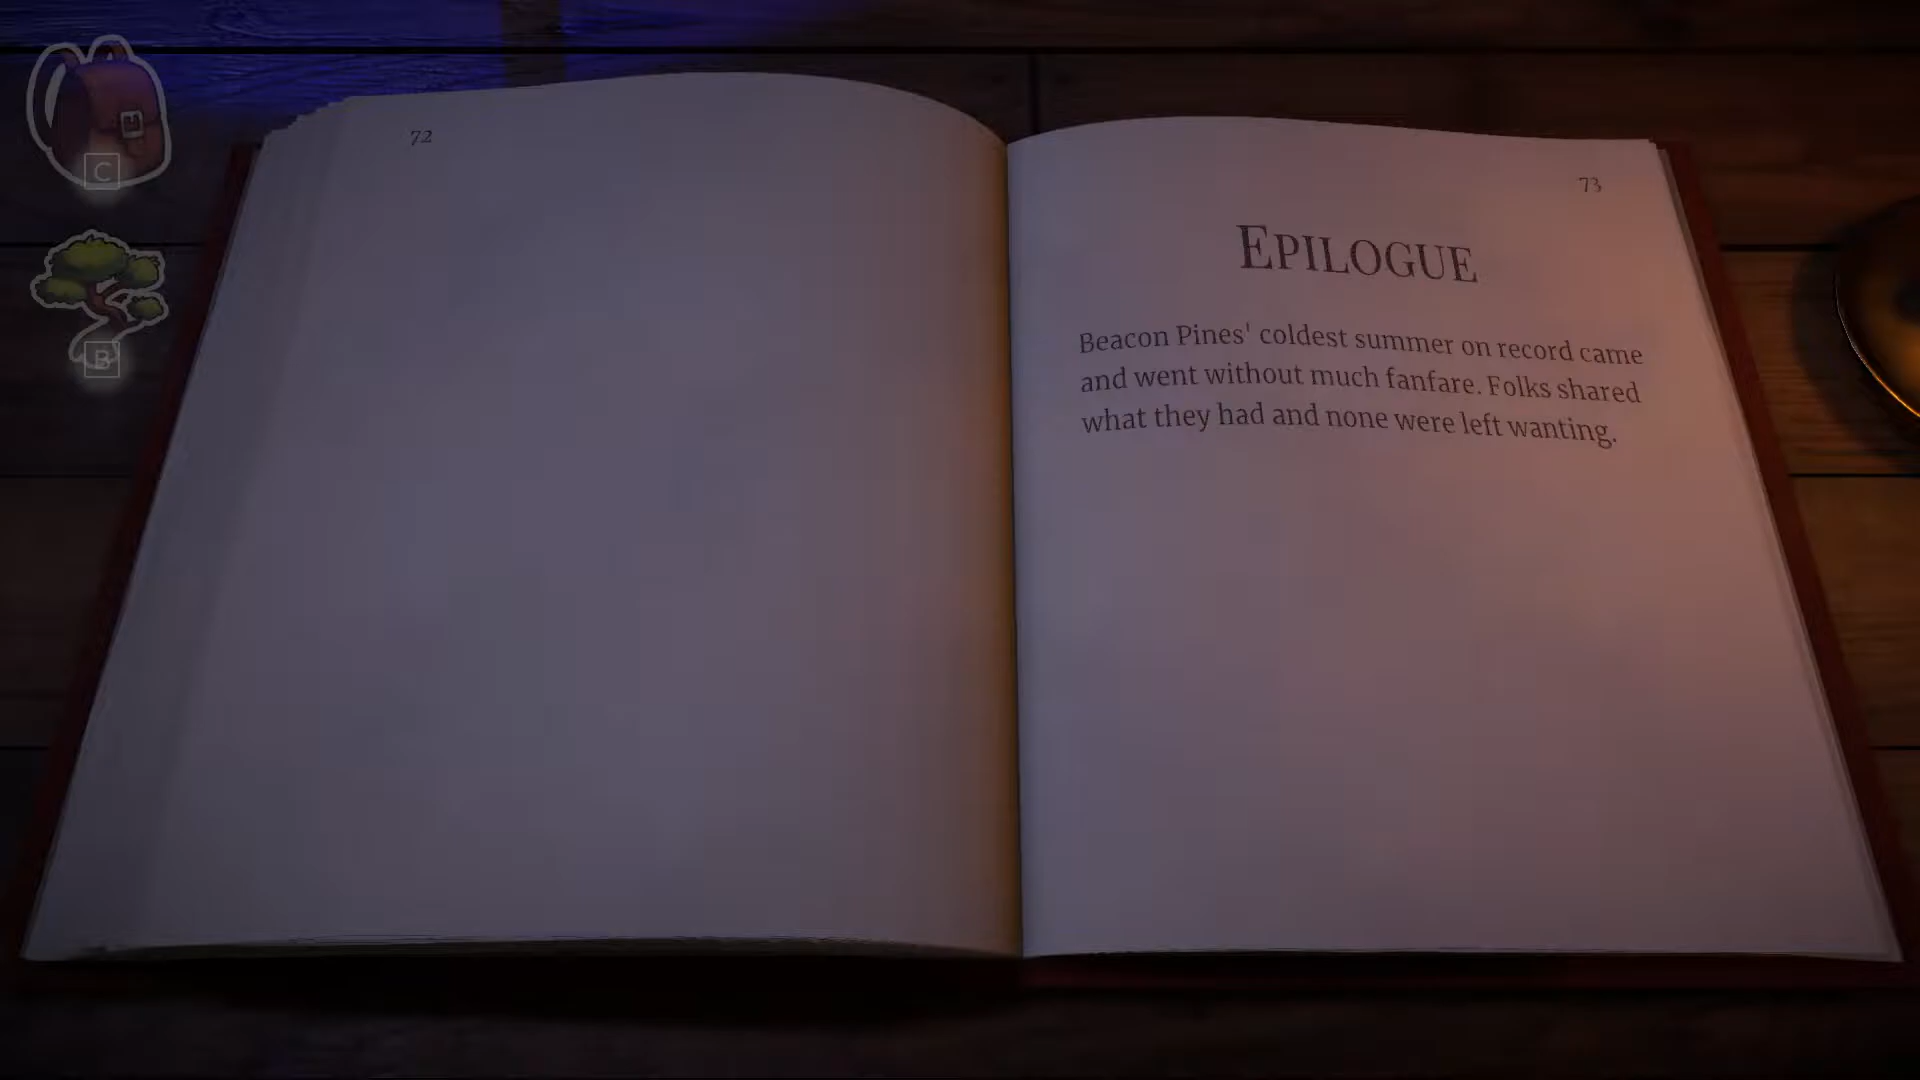 C
B
72
73
EPILOGUE
Beacon Pines' coldest summer on record came
and went without much fanfare. Folks shared
what they had and none were left wanting.